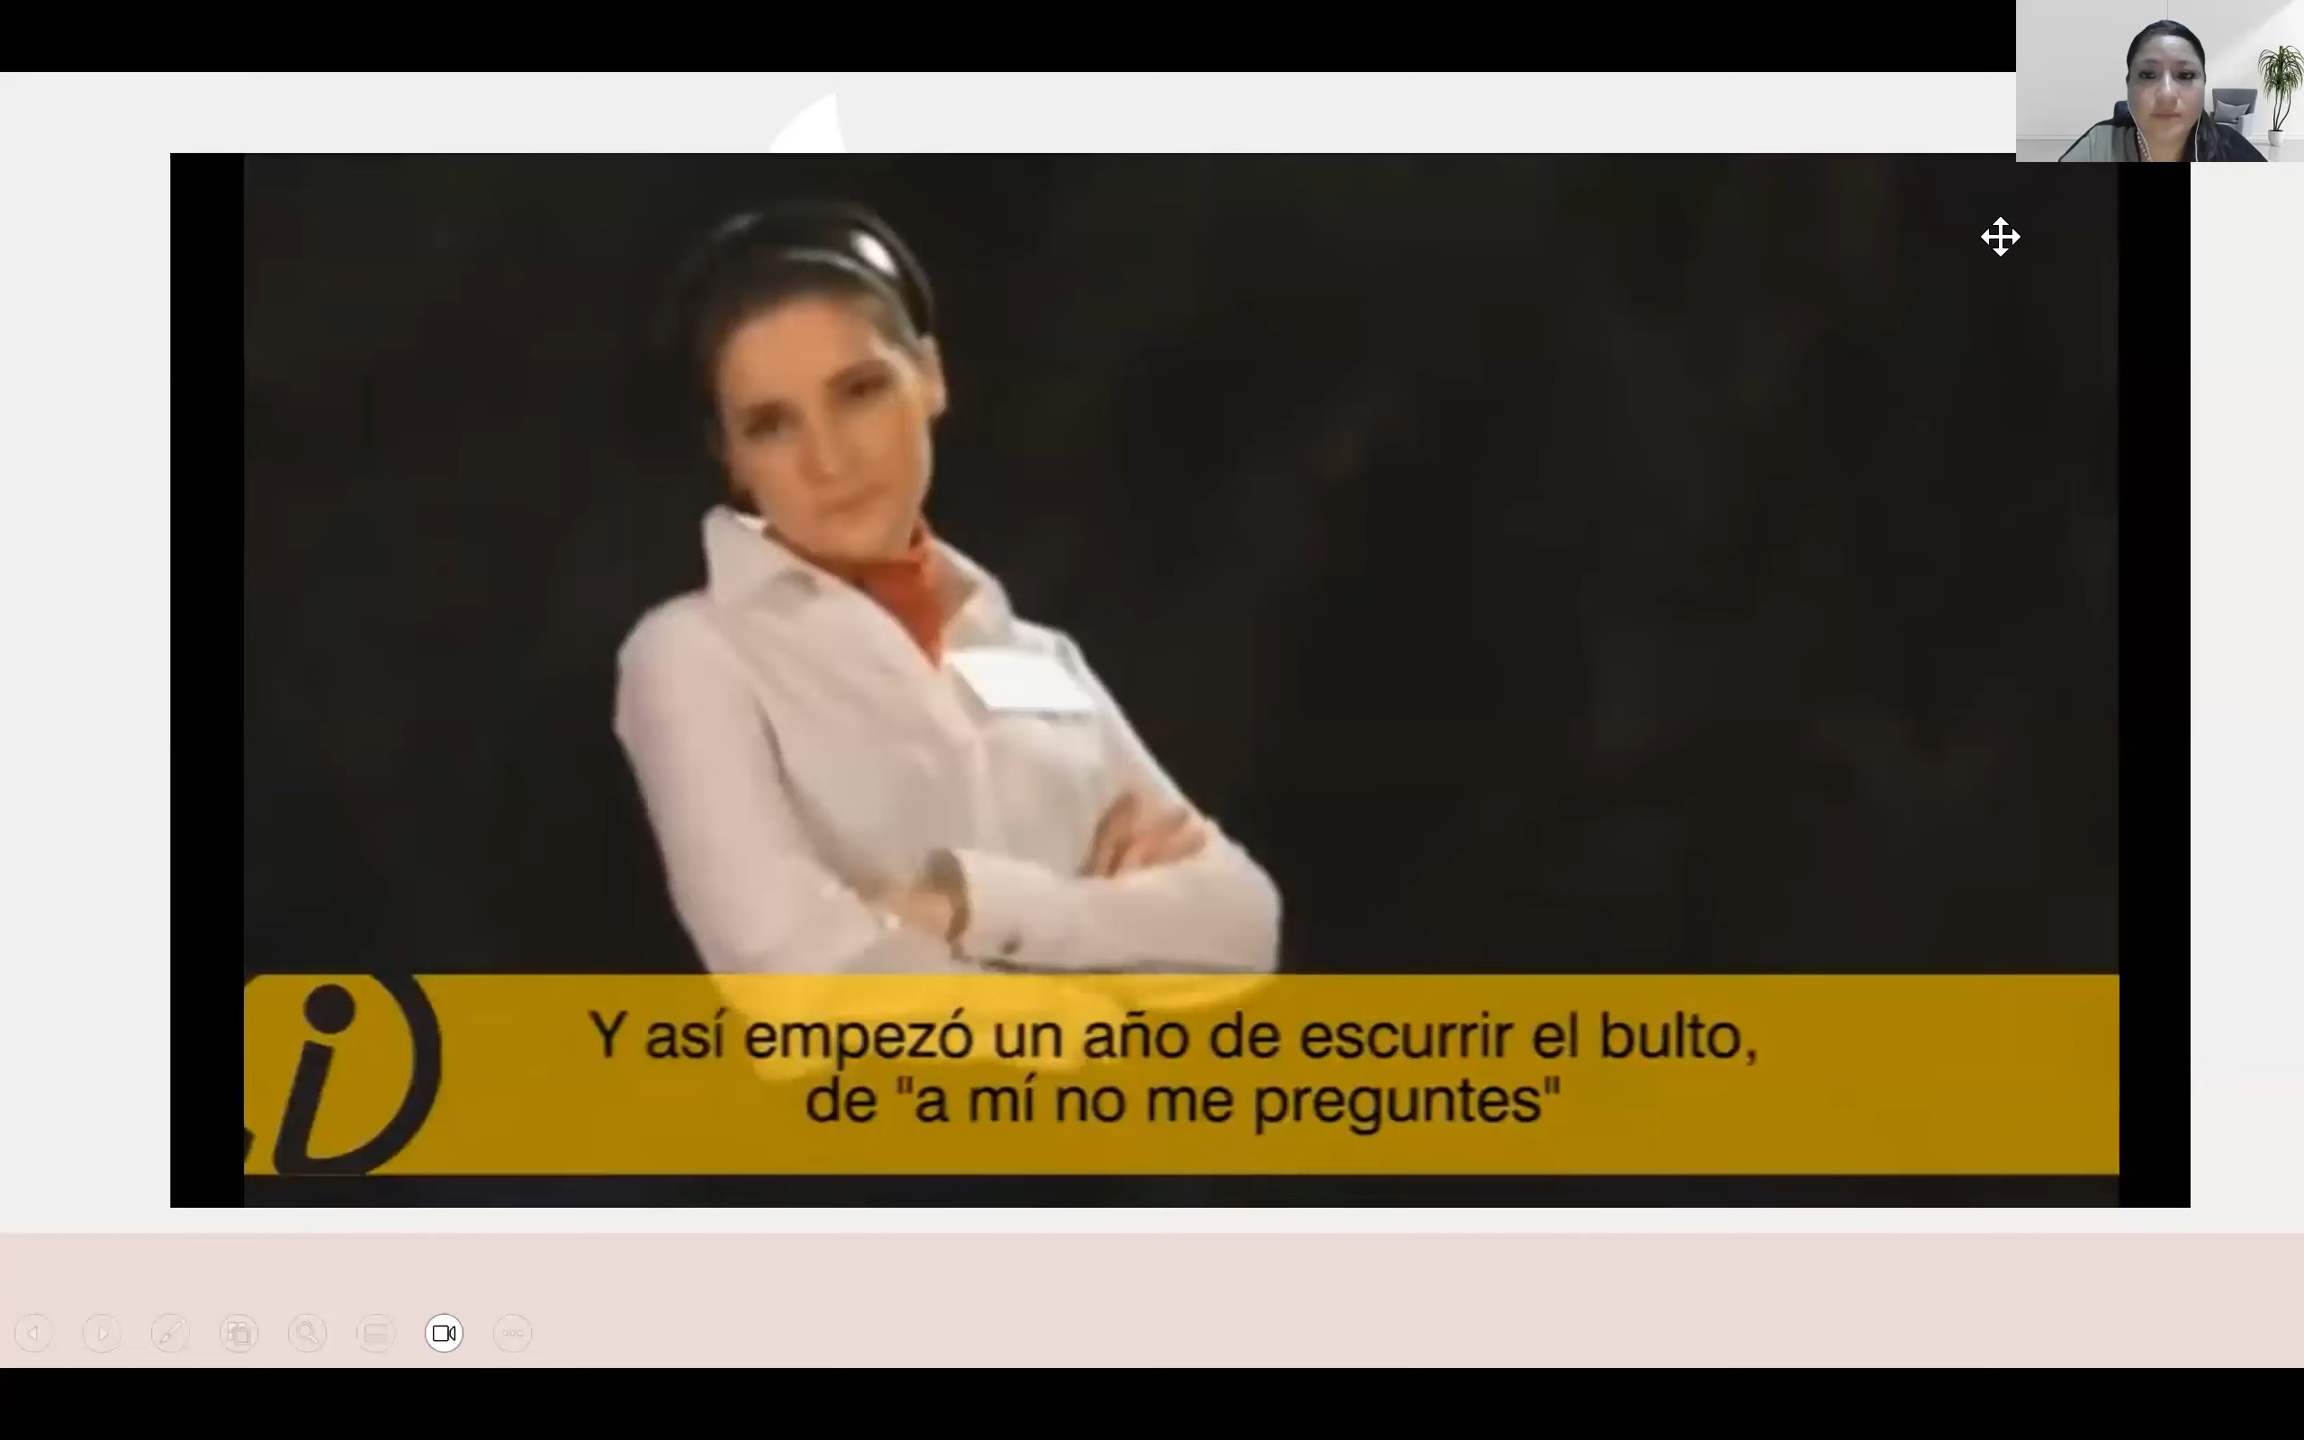 Y así empezó un año de escurrir el bulto,
de "a mí no me preguntes"